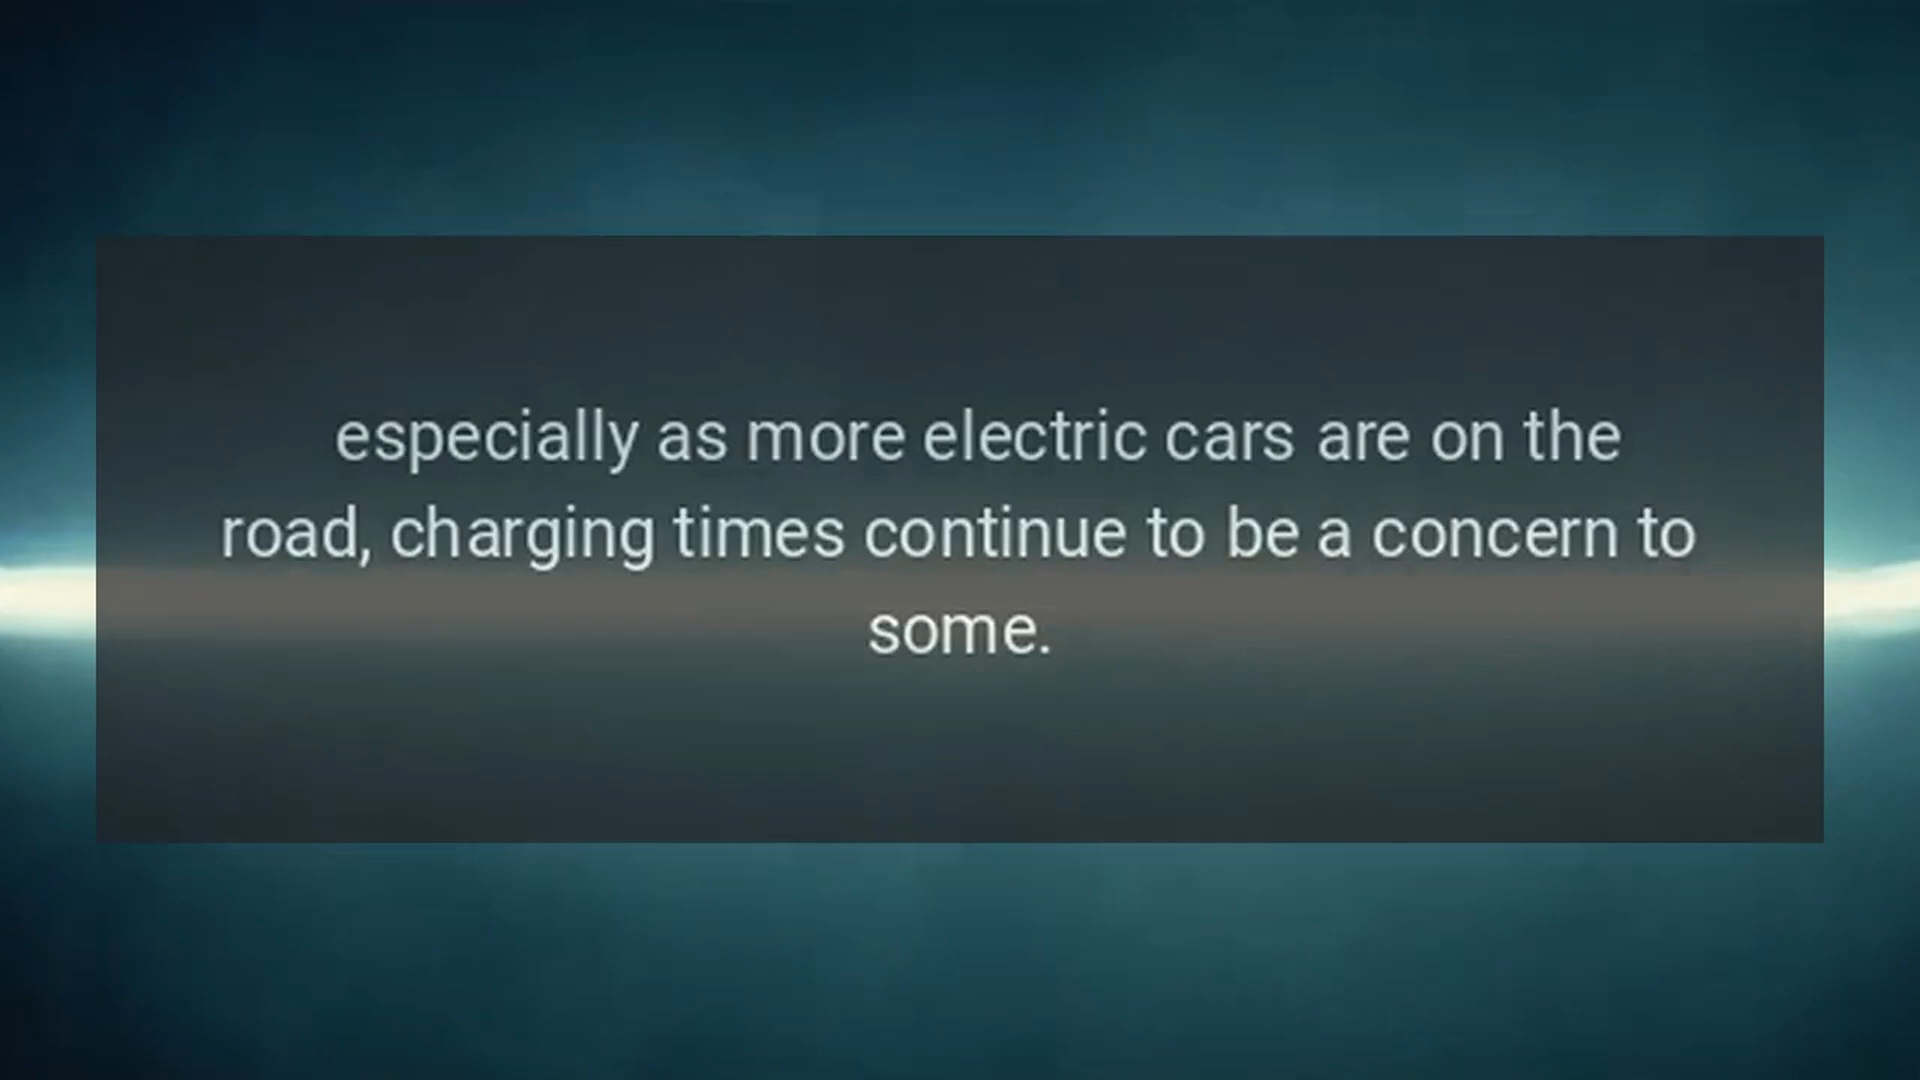 especially as more electric cars are on the
road, charging times continue to be a concern to
some.